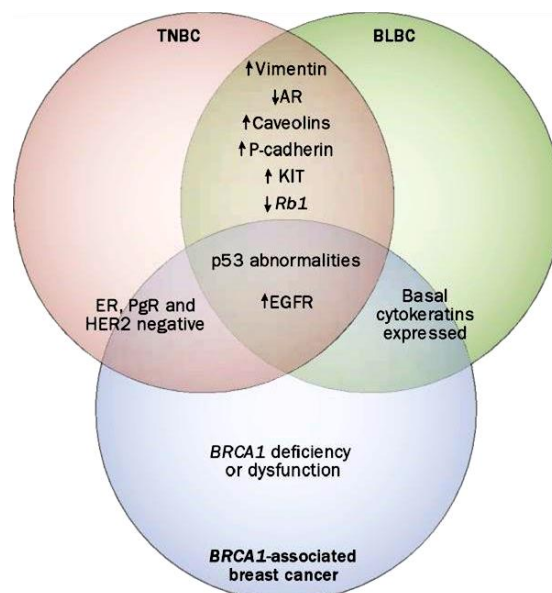 TNBC
BLBC
↑Vimentin
↓AR
↑Caveolins
↑P-cadherin
↑ KIT
↓ Rb1
p53 abnormalities
↑EGFR
ER, PgR and
HER2 negative
Basal
cytokeratins
expressed
BRCA1 deficiency
or dysfunction
BRCA1-associated
breast cancer